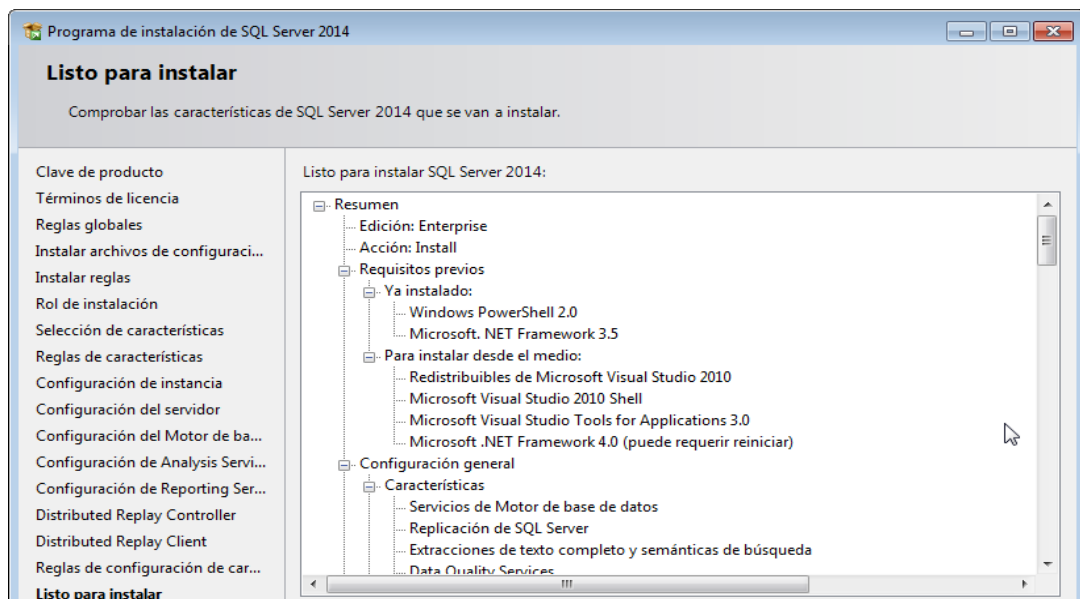 Programa de instalación de SQL Server 2014
Listo para instalar
Comprobar las características de SQL Server 2014 que se van a instalar.
Clave de producto
Términos de licencia
Reglas globales
Instalar archivos de configuraci...
Instalar reglas
Rol de instalación
Selección de características
Reglas de características
Configuración de instancia
Configuración del servidor
Configuración del Motor de ba...
Configuración de Analysis Servi...
Configuración de Reporting Ser...
Distributed Replay Controller
Distributed Replay Client
Reglas de configuración de car...
Listo para instalar
Listo para instalar SQL Server 2014:
Resumen
Edición: Enterprise
Acción: Install
Requisitos previos
Ya instalado:
Windows PowerShell 2.0
Microsoft. NET Framework 3.5
Para instalar desde el medio:
Redistribuibles de Microsoft Visual Studio 2010
Microsoft Visual Studio 2010 Shell
Microsoft Visual Studio Tools for Applications 3.0
Microsoft .NET Framework 4.0 (puede requerir reiniciar)
Configuración general
Características
Servicios de Motor de base de datos
Replicación de SQL Server
Extracciones de texto completo y semánticas de búsqueda
Data Quality Services